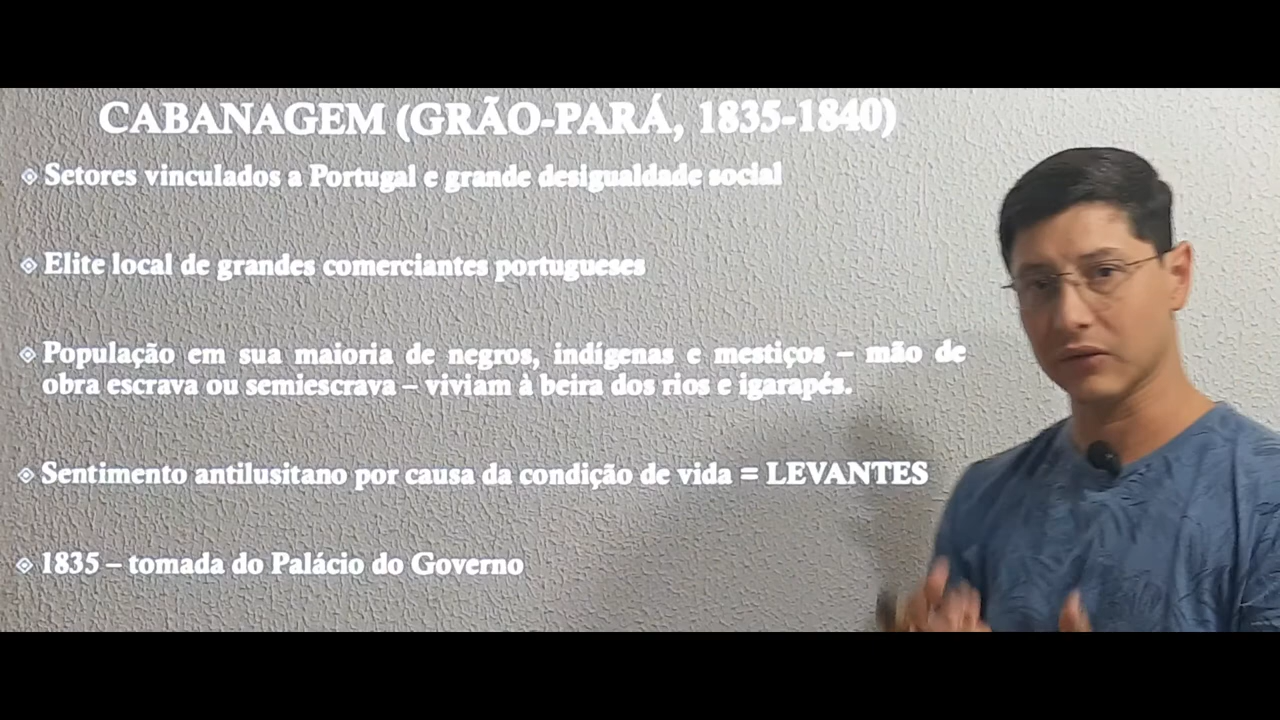 CABANAGEM (GRÃO-PARÁ, 1835-1840)
Setores vinculados a Portugal e grande desigualdade social
Elite local de grandes comerciantes portugueses
População em sua maioria de negros, indígenas e mestiços – mão de
obra escrava ou semiescrava – viviam à beira dos rios e igarapés.
Sentimento antilusitano por causa da condição de vida = LEVANTES
1835 – tomada do Palácio do Governo